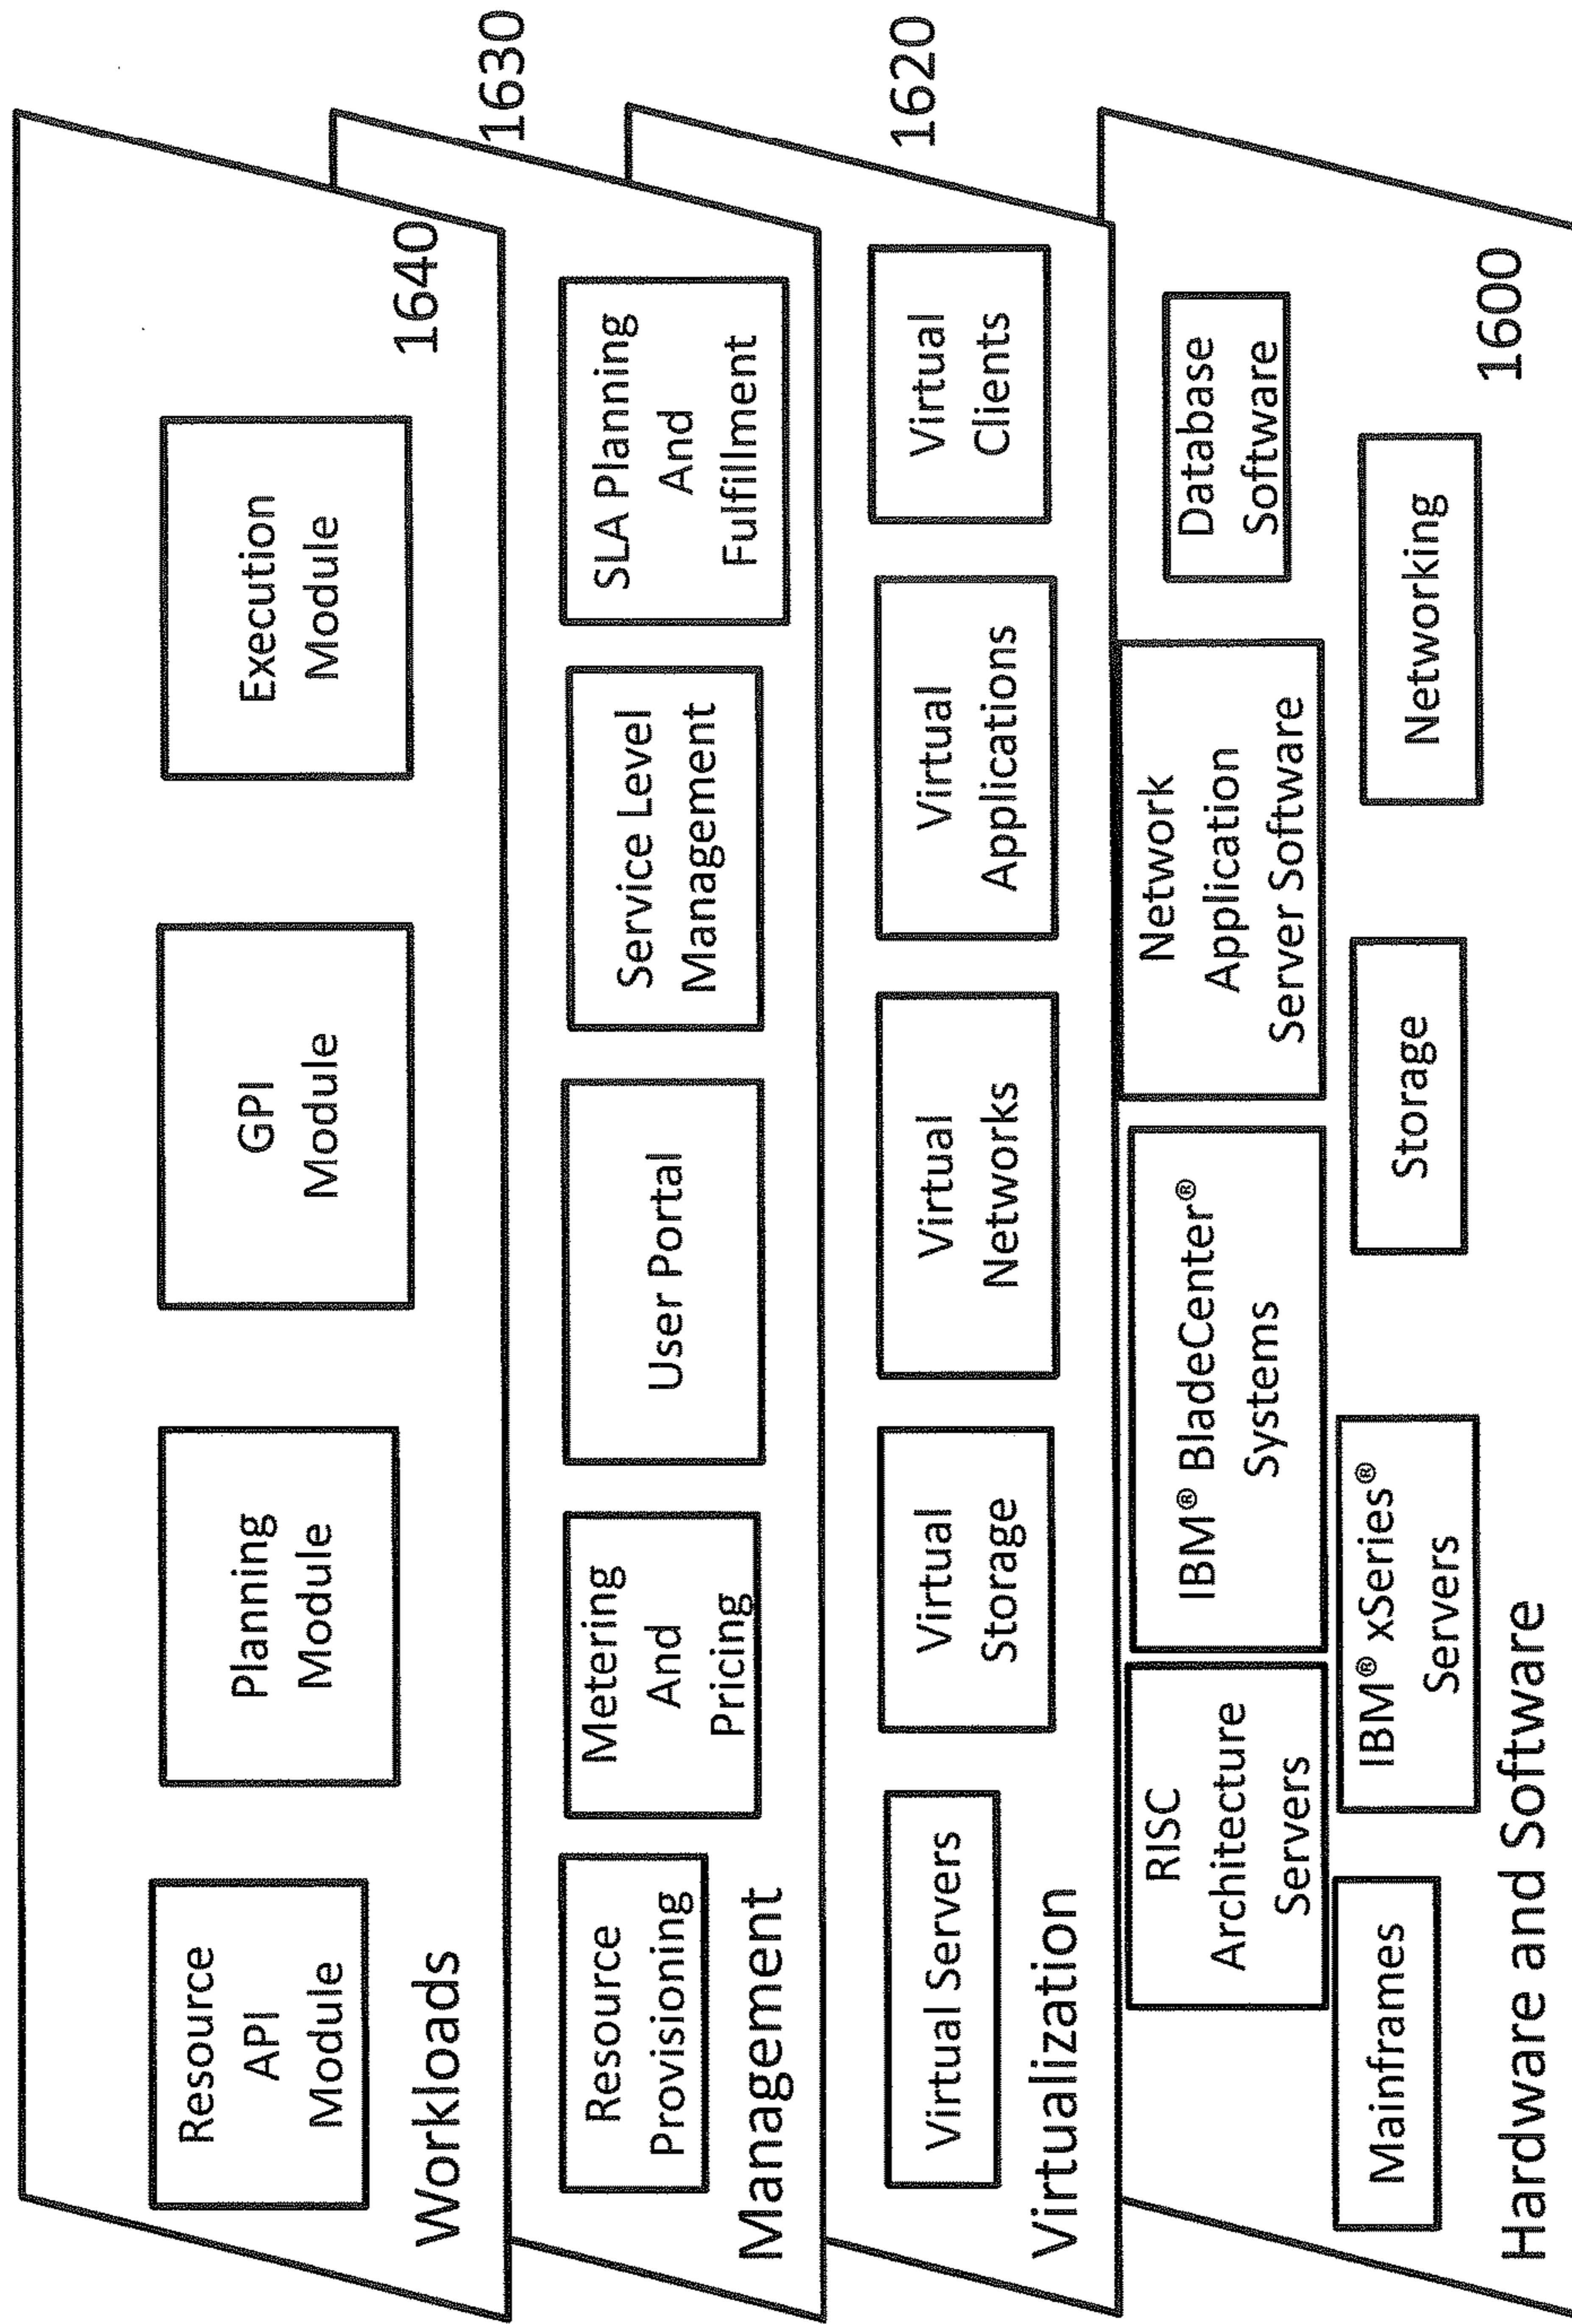 Resource
API
Module
Planning
Module
GPI
Module
Execution
Module
Workloads
1640
Resource
Provisioning
Metering
And
Pricing
User Portal
Service Level
Management
SLA Planning
And
Fulfillment
Management
1630
Virtual Servers
Virtual
Storage
Virtual
Networks
Virtual
Applications
Virtual
Clients
Virtualization
1620
RISC
Architecture
Servers
IBM® BladeCenter®
Systems
Network
Application
Server Software
Database
Software
Mainframes
IBM® xSeries®
Servers
Storage
Networking
Hardware and Software
1600